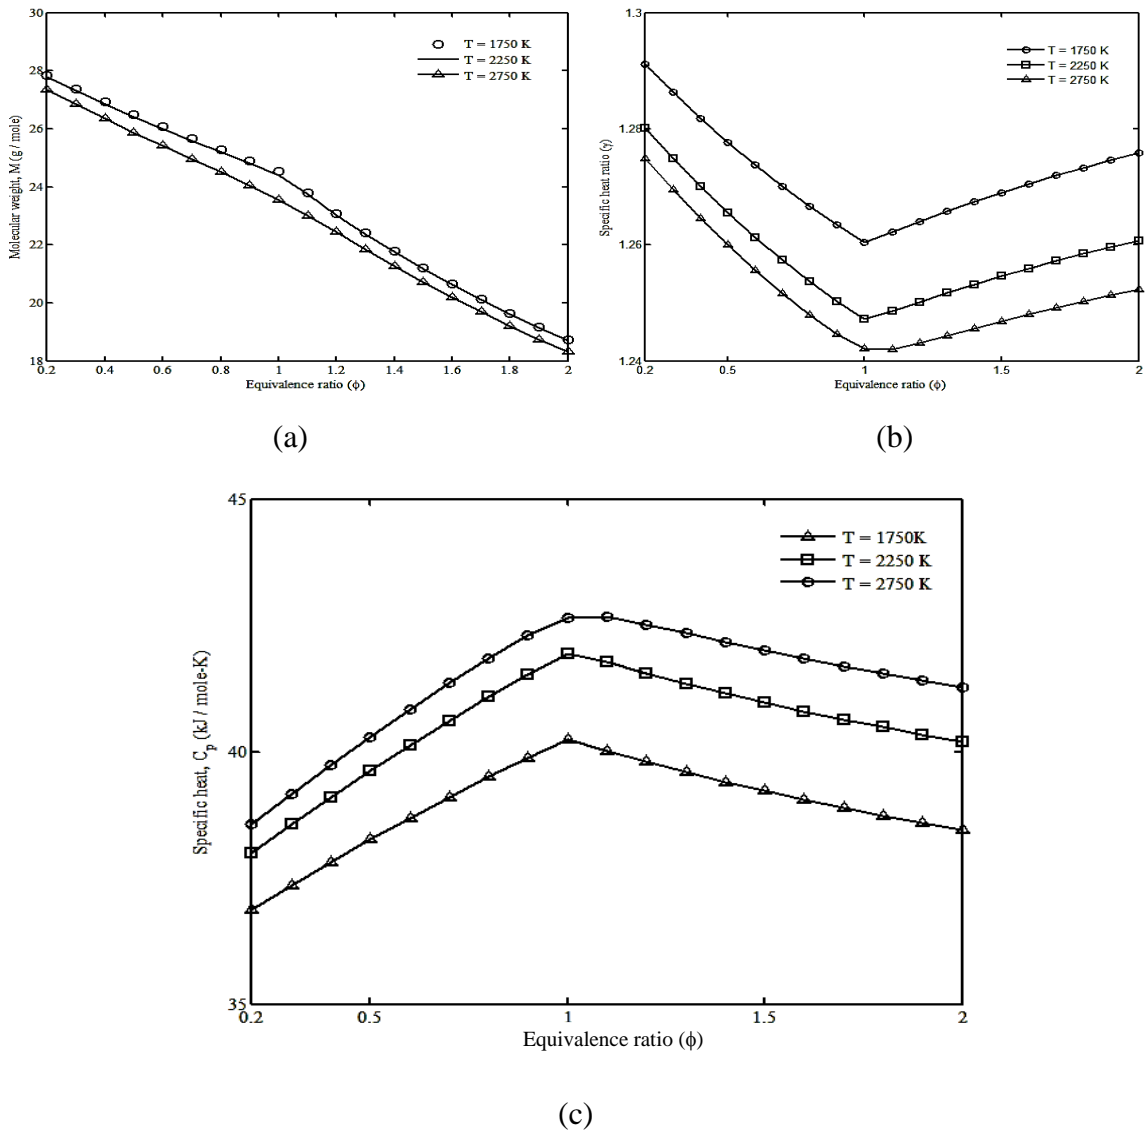 30
28
26
24
22
20
18
Molecular weight, M (g / mole)
T = 1750 K
T = 2250 K
T = 2750 K
0.2 0.4 0.6 0.8 1.0 1.2 1.4 1.6 1.8 2
Equivalence ratio (ϕ)
(a)
1.3
1.28
1.26
1.24
Specific heat ratio (γ)
T = 1750 K
T = 2250 K
T = 2750 K
0.2 0.5 1 1.5 2
Equivalence ratio (ϕ)
(b)
45
40
35
Specific heat, Cp (kJ / mole-K)
T = 1750K
T = 2250 K
T = 2750 K
0.2 0.5 1 1.5 2
Equivalence ratio (ϕ)
(c)